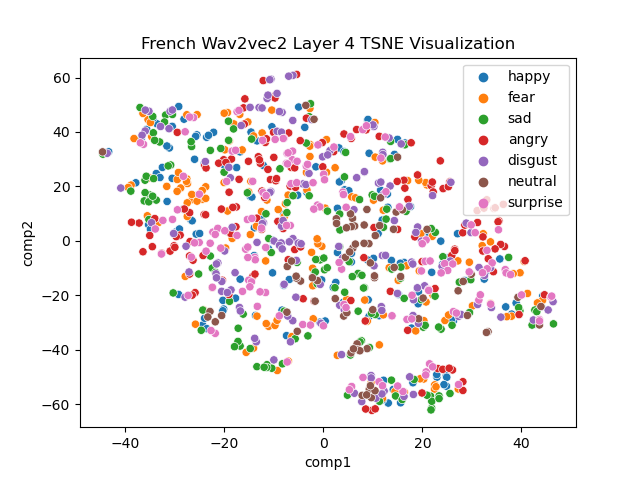 French Wav2vec2 Layer 4 TSNE Visualization
happy
fear
sad
angry
disgust
neutral
surprise
comp2
60
40
20
0
−20
−40
−60
−40
−20
0
20
40
comp1